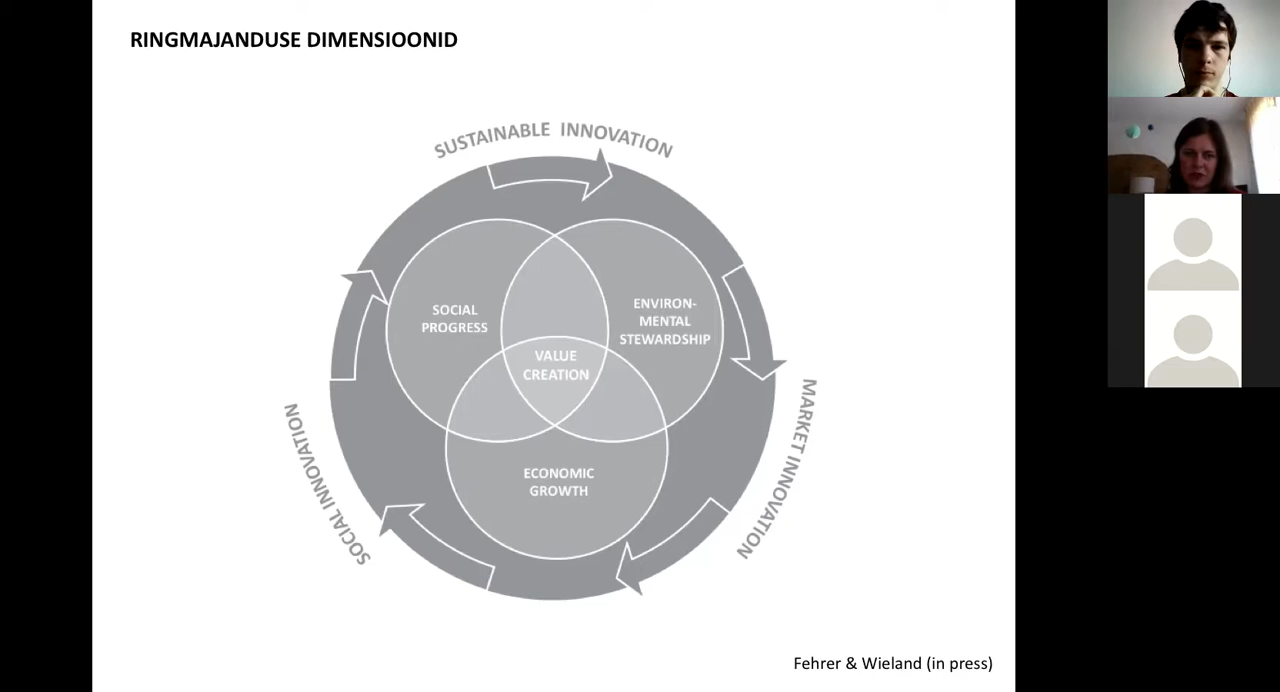 RINGMAJANDUSE DIMENSIOONID
SUSTAINABLE INNOVATION
SOCIAL
PROGRESS
ENVIRON-
MENTAL
STEWARDSHIP
VALUE
CREATION
ECONOMIC
GROWTH
MARKET INNOVATION
SOCIAL INNOVATION
Fehrer & Wieland (in press)